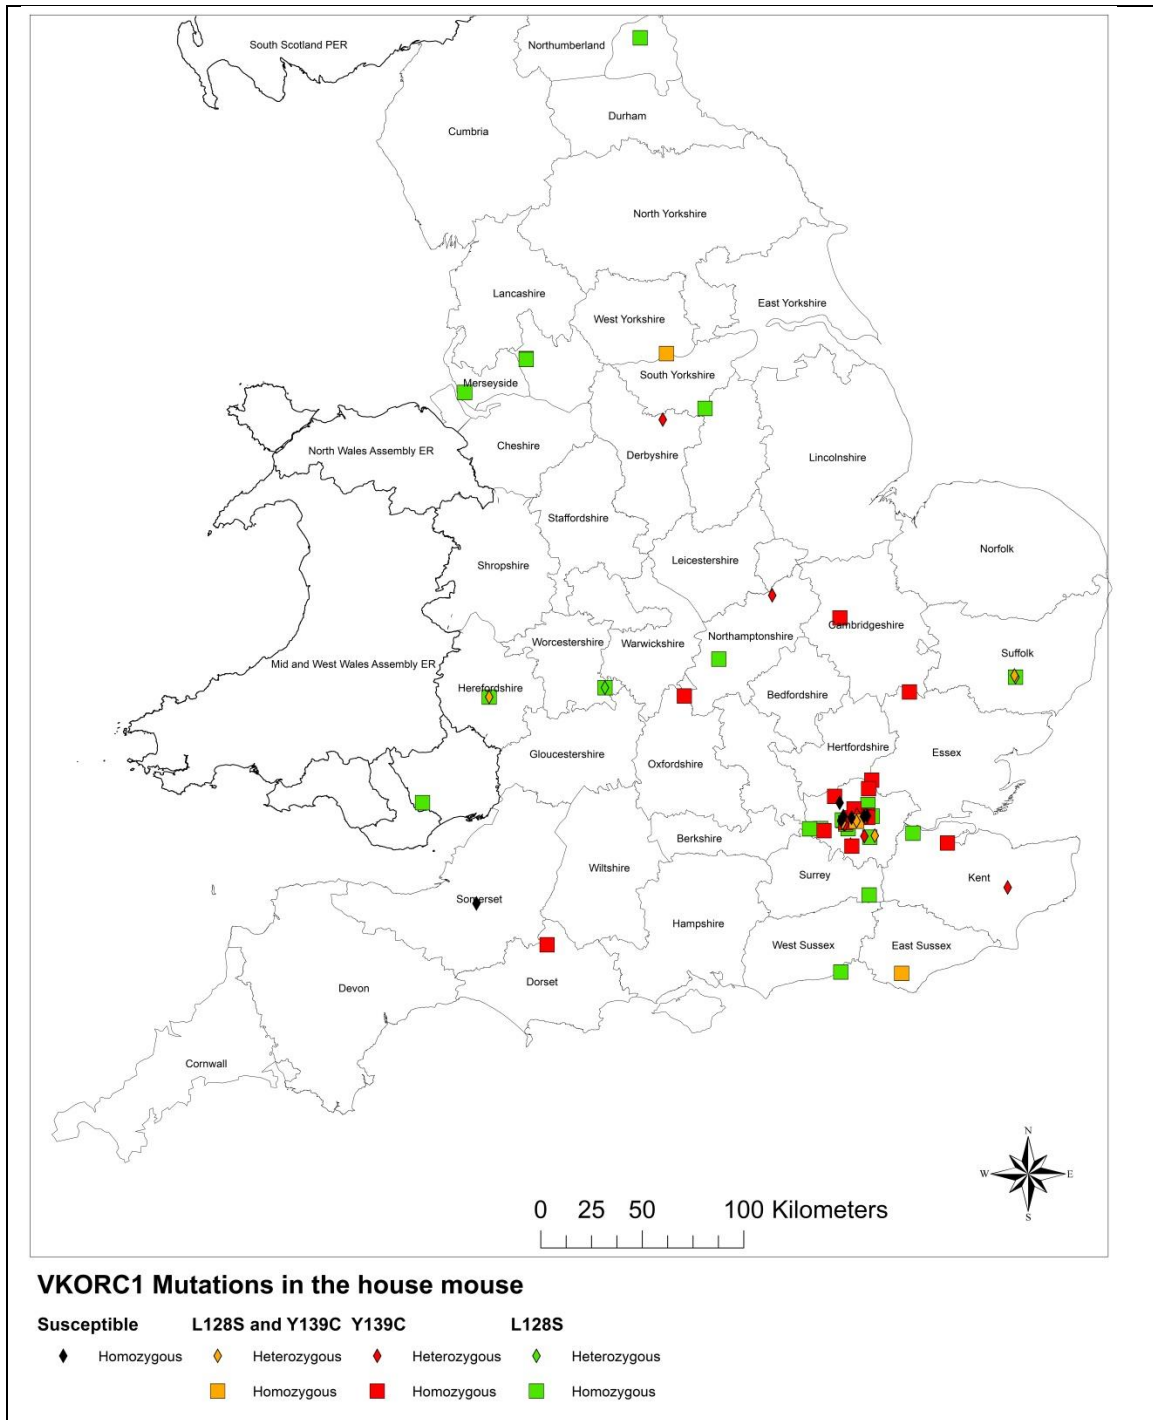 South Scotland PER
Northumberland
Durham
Cumbria
North Yorkshire
Lancashire
East Yorkshire
West Yorkshire
South Yorkshire
Merseyside
Cheshire
North Wales Assembly ER
Derbyshire
Lincolnshire
Staffordshire
Norfolk
Leicestershire
Shropshire
Cambridgeshire
Northamptonshire
Worcestershire
Warwickshire
Suffolk
Mid and West Wales Assembly ER
Herefordshire
Bedfordshire
Hertfordshire
Essex
Gloucestershire
Oxfordshire
Berkshire
Wiltshire
Surrey
Kent
Somerset
Hampshire
West Sussex
East Sussex
Dorset
Devon
Cornwall
N
W E
S
0 25 50 100 Kilometers
VKORC1 Mutations in the house mouse
Susceptible L128S and Y139C Y139C L128S
Homozygous Heterozygous Heterozygous Heterozygous
Homozygous Homozygous Homozygous